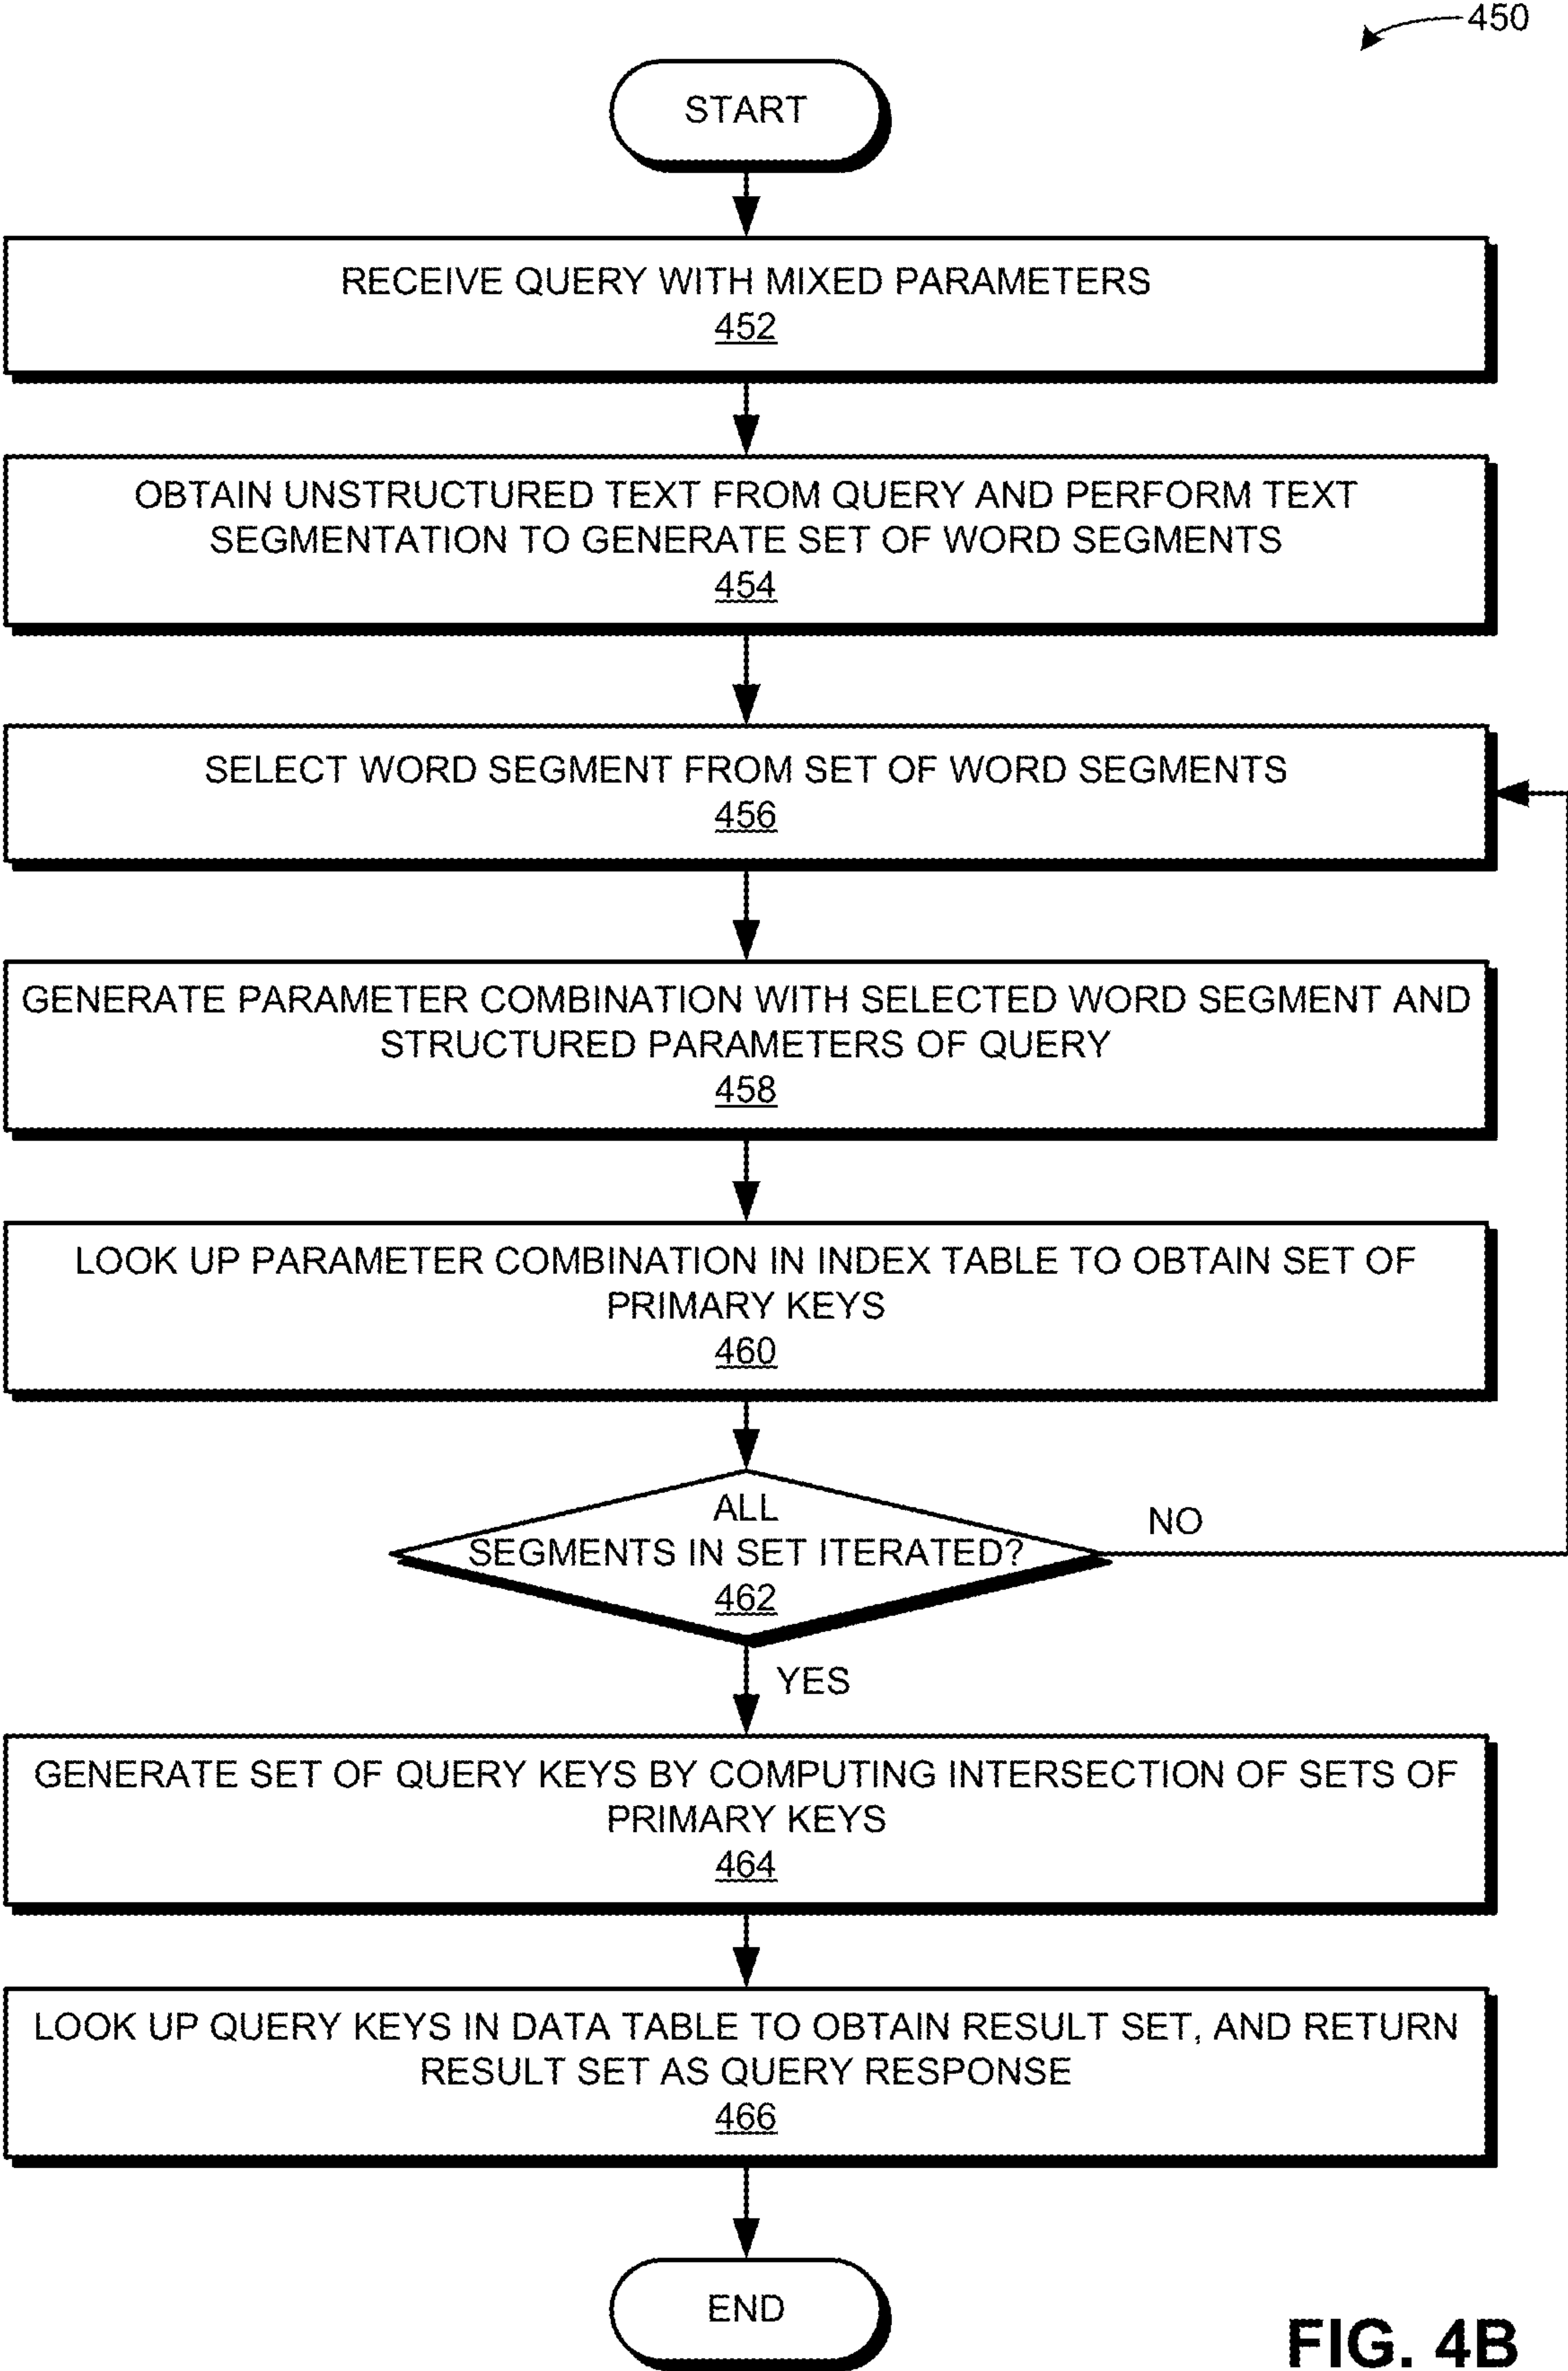 450
START
RECEIVE QUERY WITH MIXED PARAMETERS
452
OBTAIN UNSTRUCTURED TEXT FROM QUERY AND PERFORM TEXT
SEGMENTATION TO GENERATE SET OF WORD SEGMENTS
454
SELECT WORD SEGMENT FROM SET OF WORD SEGMENTS
456
GENERATE PARAMETER COMBINATION WITH SELECTED WORD SEGMENT AND
STRUCTURED PARAMETERS OF QUERY
458
LOOK UP PARAMETER COMBINATION IN INDEX TABLE TO OBTAIN SET OF
PRIMARY KEYS
460
ALL
SEGMENTS IN SET ITERATED?
462
NO
YES
GENERATE SET OF QUERY KEYS BY COMPUTING INTERSECTION OF SETS OF
PRIMARY KEYS
464
LOOK UP QUERY KEYS IN DATA TABLE TO OBTAIN RESULT SET, AND RETURN
RESULT SET AS QUERY RESPONSE
466
END
FIG. 4B